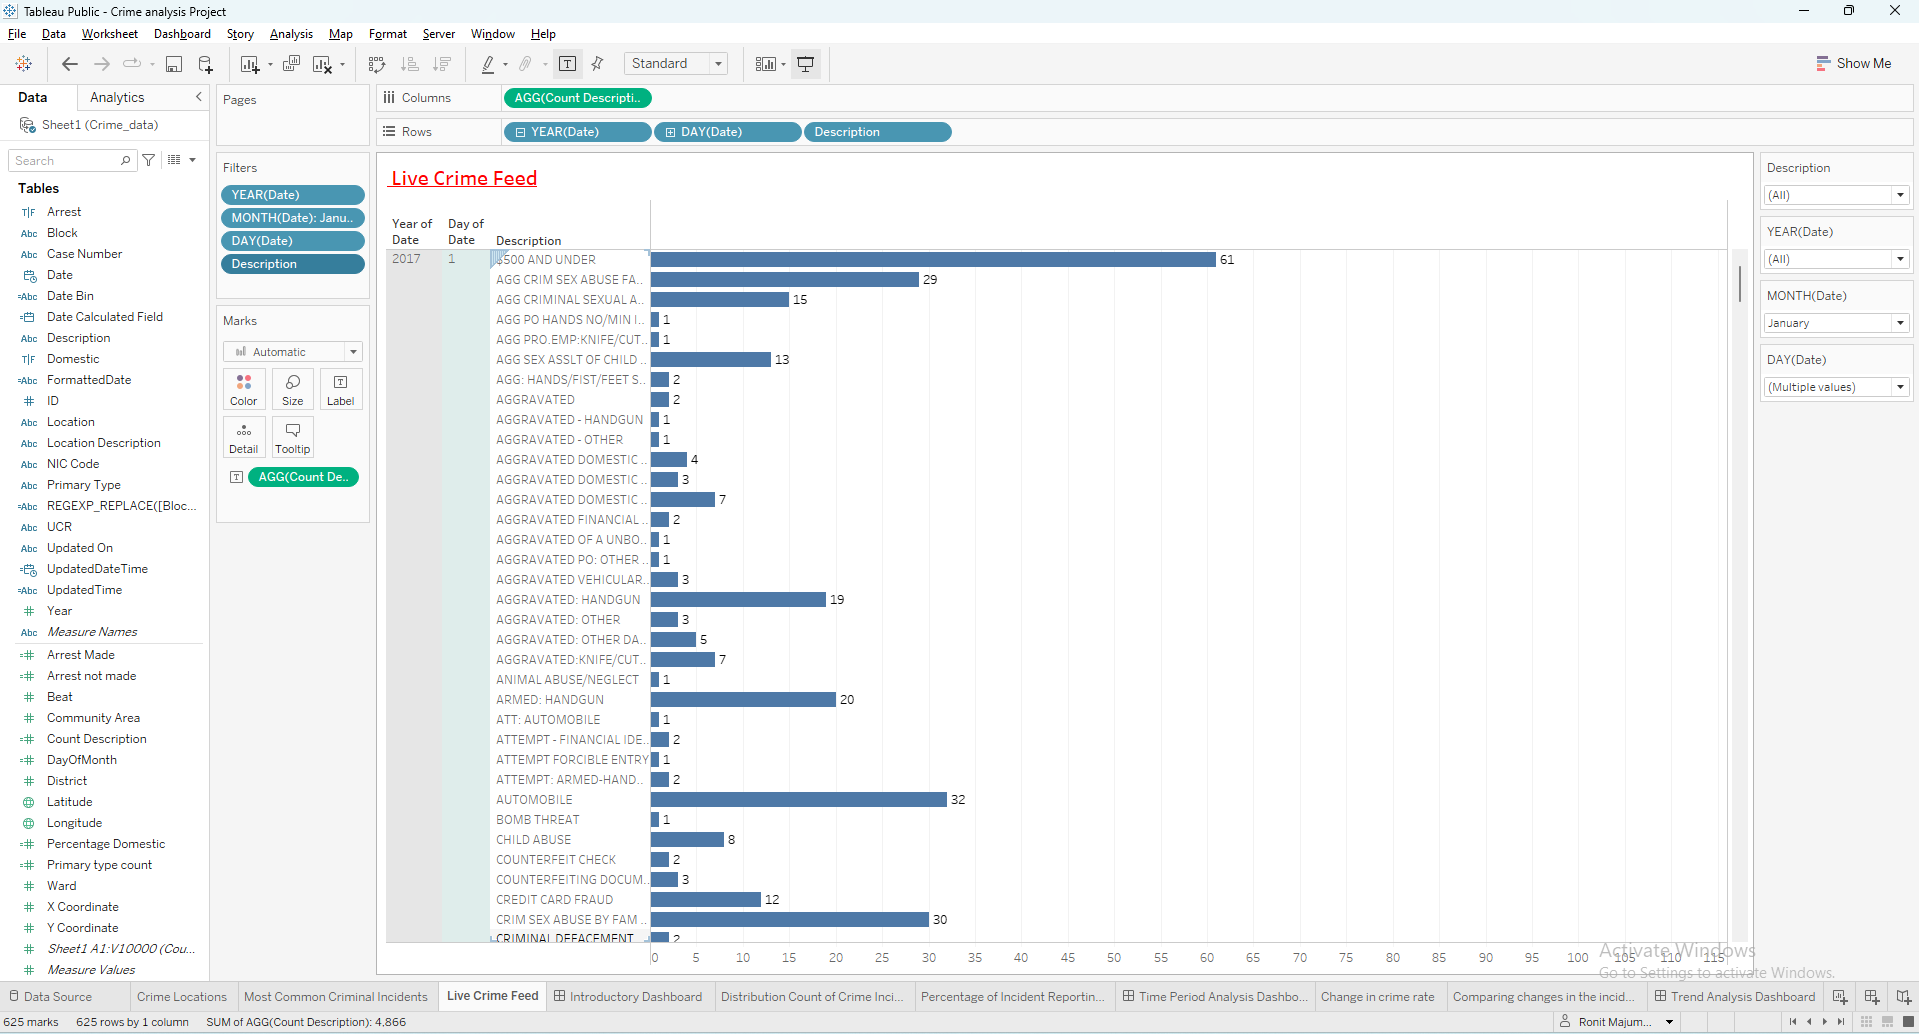 Tableau Public - Crime analysis Project
File Data Worksheet Dashboard Story Analysis Map Format Server Window Help
Standard
Show Me
Data Analytics
Sheet1 (Crime_data)
Search
Tables
T|F Arrest
Abc Block
Abc Case Number
Date
=Abc Date Bin
Date Calculated Field
Abc Description
T|F Domestic
=Abc FormattedDate
# ID
Abc Location
Abc Location Description
Abc NIC Code
Abc Primary Type
=Abc REGEXP_REPLACE([Bloc...
Abc UCR
Abc Updated On
UpdatedDateTime
=Abc UpdatedTime
# Year
Abc Measure Names
=# Arrest Made
=# Arrest not made
# Beat
# Community Area
=# Count Description
=# DayOfMonth
# District
Latitude
Longitude
=# Percentage Domestic
=# Primary type count
# Ward
# X Coordinate
# Y Coordinate
# Sheet1 A1:V10000 (Cou...
# Measure Values
Pages
Filters
YEAR(Date)
MONTH(Date): Janu..
DAY(Date)
Description
Marks
Automatic
Color Size Label
Detail Tooltip
AGG(Count De..
Columns AGG(Count Descripti..
Rows YEAR(Date) DAY(Date) Description
Live Crime Feed
Year of Date Day of Date Description
2017 1 $500 AND UNDER 61
AGG CRIM SEX ABUSE FA.. 29
AGG CRIMINAL SEXUAL A.. 15
AGG PO HANDS NO/MIN I.. 1
AGG PRO.EMP:KNIFE/CUT.. 1
AGG SEX ASSLT OF CHILD .. 13
AGG: HANDS/FIST/FEET S.. 2
AGGRAVATED 2
AGGRAVATED - HANDGUN 1
AGGRAVATED - OTHER 1
AGGRAVATED DOMESTIC .. 4
AGGRAVATED DOMESTIC .. 3
AGGRAVATED DOMESTIC .. 7
AGGRAVATED FINANCIAL .. 2
AGGRAVATED OF A UNBO.. 1
AGGRAVATED PO: OTHER .. 1
AGGRAVATED VEHICULAR.. 3
AGGRAVATED: HANDGUN 19
AGGRAVATED: OTHER 3
AGGRAVATED: OTHER DA.. 5
AGGRAVATED:KNIFE/CUT.. 7
ANIMAL ABUSE/NEGLECT 1
ARMED: HANDGUN 20
ATT: AUTOMOBILE 1
ATTEMPT - FINANCIAL IDE.. 2
ATTEMPT FORCIBLE ENTRY 1
ATTEMPT: ARMED-HAND.. 2
AUTOMOBILE 32
BOMB THREAT 1
CHILD ABUSE 8
COUNTERFEIT CHECK 2
COUNTERFEITING DOCUM.. 3
CREDIT CARD FRAUD 12
CRIM SEX ABUSE BY FAM .. 30
CRIMINAL DEFACEMENT 2
0 5 10 15 20 25 30 35 40 45 50 55 60 65 70 75 80 85 90 95 100 105 110 115
Description
(All)
YEAR(Date)
(All)
MONTH(Date)
January
DAY(Date)
(Multiple values)
Activate Windows
Go to Settings to activate Windows.
Data Source Crime Locations Most Common Criminal Incidents Live Crime Feed Introductory Dashboard Distribution Count of Crime Inci... Percentage of Incident Reportin... Time Period Analysis Dashbo... Change in crime rate Comparing changes in the incid... Trend Analysis Dashboard
625 marks 625 rows by 1 column SUM of AGG(Count Description): 4,866 Ronit Majum...